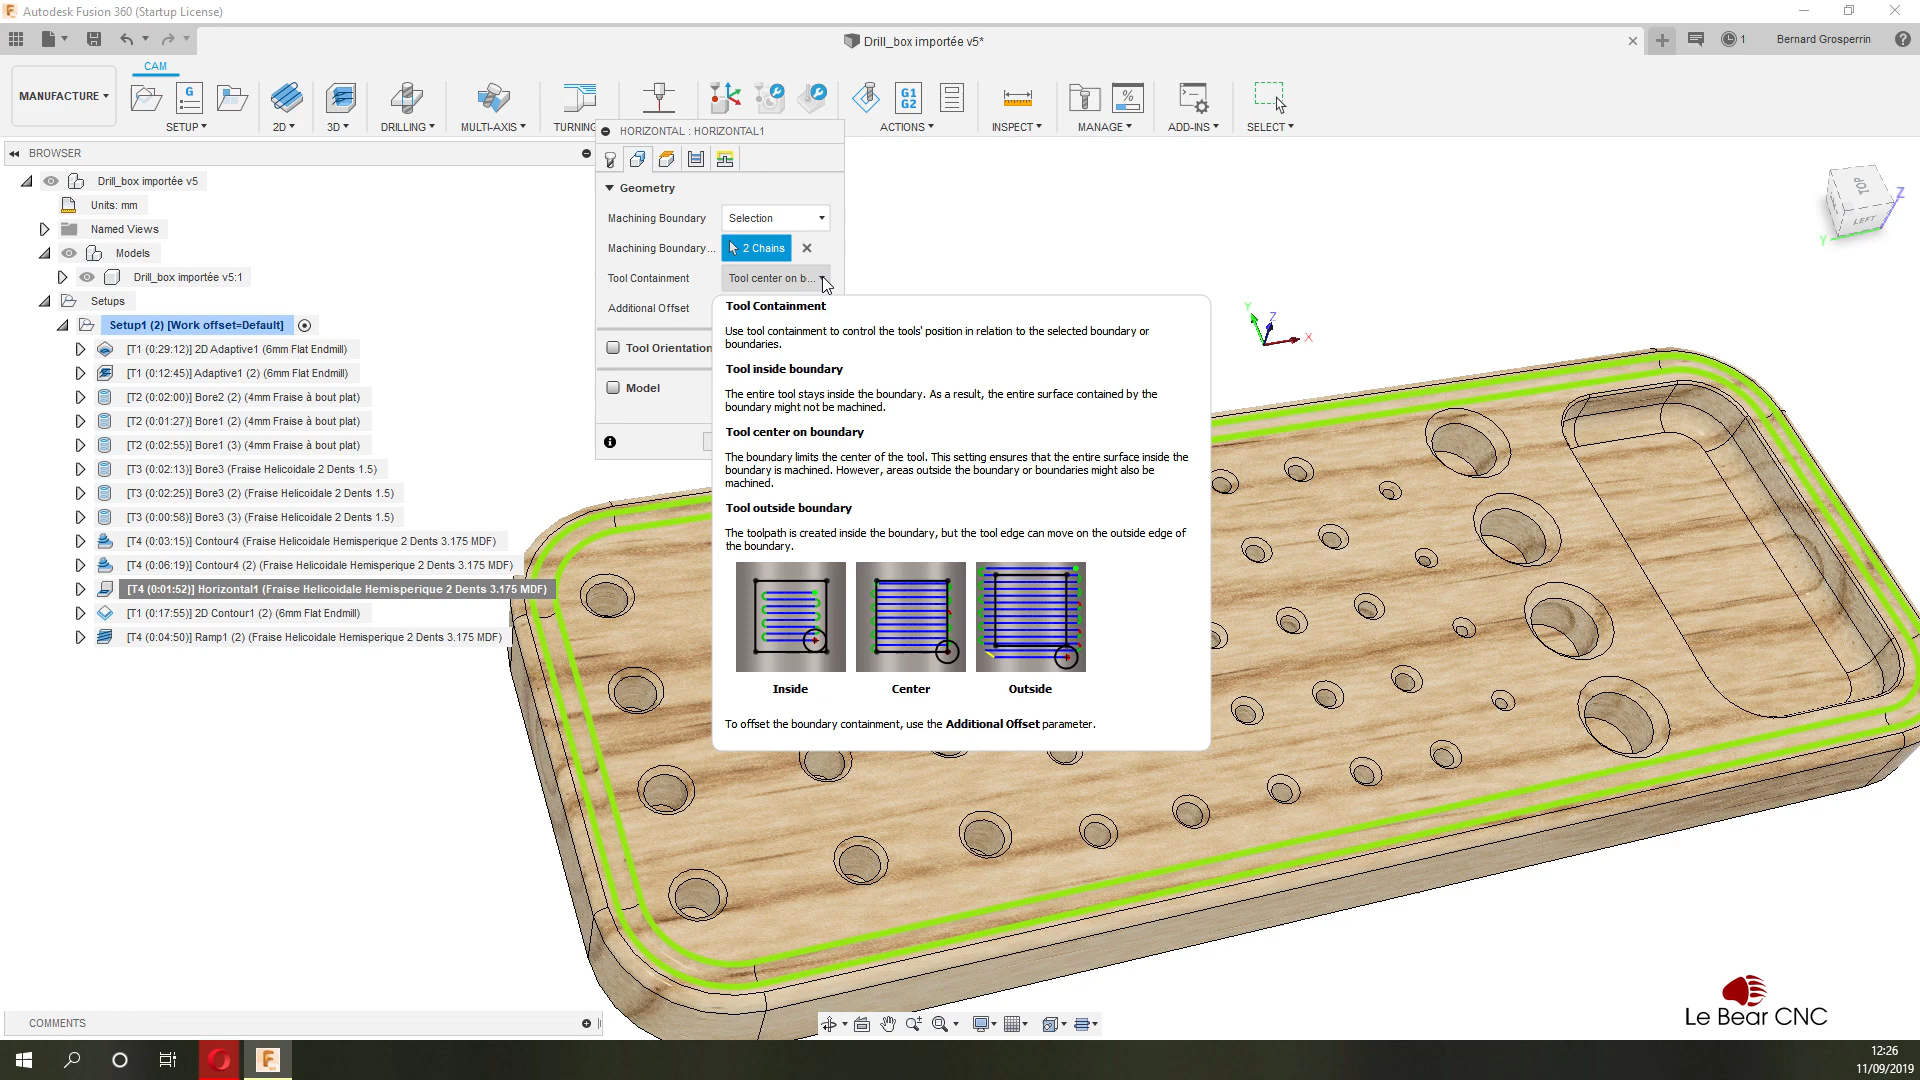 Autodesk Fusion 360 (Startup License)
Drill_box importée v5*
1
Bernard Grosperrin
MANUFACTURE
CAM
G
G1
G2
%
SETUP
2D
3D
DRILLING
MULTI-AXIS
TURNING
ACTIONS
INSPECT
MANAGE
ADD-INS
SELECT
BROWSER
Drill_box importée v5
Units: mm
Named Views
Models
Drill_box importée v5:1
Setups
Setup1 (2) [Work offset=Default]
[T1 (0:29:12)] 2D Adaptive1 (6mm Flat Endmill)
[T1 (0:12:45)] Adaptive1 (2) (6mm Flat Endmill)
[T2 (0:02:00)] Bore2 (2) (4mm Fraise à bout plat)
[T2 (0:01:27)] Bore1 (2) (4mm Fraise à bout plat)
[T2 (0:02:55)] Bore1 (3) (4mm Fraise à bout plat)
[T3 (0:02:13)] Bore3 (Fraise Helicoidale 2 Dents 1.5)
[T3 (0:02:25)] Bore3 (2) (Fraise Helicoidale 2 Dents 1.5)
[T3 (0:00:58)] Bore3 (3) (Fraise Helicoidale 2 Dents 1.5)
[T4 (0:03:15)] Contour4 (Fraise Helicoidale Hemisperique 2 Dents 3.175 MDF)
[T4 (0:06:19)] Contour4 (2) (Fraise Helicoidale Hemisperique 2 Dents 3.175 MDF)
[T4 (0:01:52)] Horizontal1 (Fraise Helicoidale Hemisperique 2 Dents 3.175 MDF)
[T1 (0:17:55)] 2D Contour1 (2) (6mm Flat Endmill)
[T4 (0:04:50)] Ramp1 (2) (Fraise Helicoidale Hemisperique 2 Dents 3.175 MDF)
HORIZONTAL : HORIZONTAL1
Geometry
Machining Boundary
Selection
Machining Boundary...
2 Chains
Tool Containment
Tool center on b...
Additional Offset
Tool Orientation
Model
Tool Containment
Use tool containment to control the tools' position in relation to the selected boundary or
boundaries.
Tool inside boundary
The entire tool stays inside the boundary. As a result, the entire surface contained by the
boundary might not be machined.
Tool center on boundary
The boundary limits the center of the tool. This setting ensures that the entire surface inside the
boundary is machined. However, areas outside the boundary or boundaries might also be
machined.
Tool outside boundary
The toolpath is created inside the boundary, but the tool edge can move on the outside edge of
the boundary.
Inside
Center
Outside
To offset the boundary containment, use the Additional Offset parameter.
TOP
LEFT
Z
Y
Y
Z
X
Le Bear CNC
COMMENTS
12:26
11/09/2019